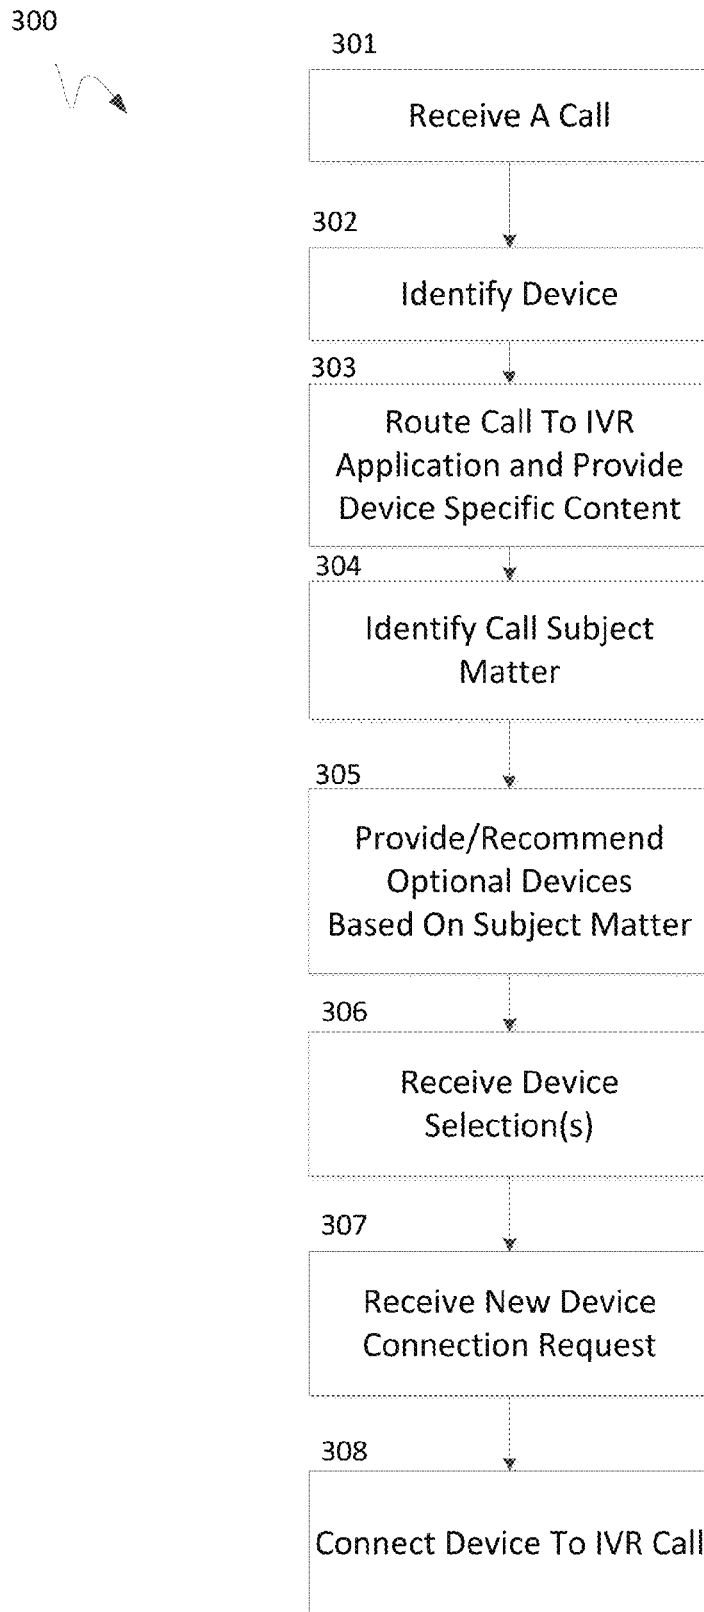 300
301
Receive A Call
302
Identify Device
303
Route Call To IVR
Application and Provide
Device Specific Content
304
Identify Call Subject
Matter
305
Provide/Recommend
Optional Devices
Based On Subject Matter
306
Receive Device
Selection(s)
307
Receive New Device
Connection Request
308
Connect Device To IVR Call